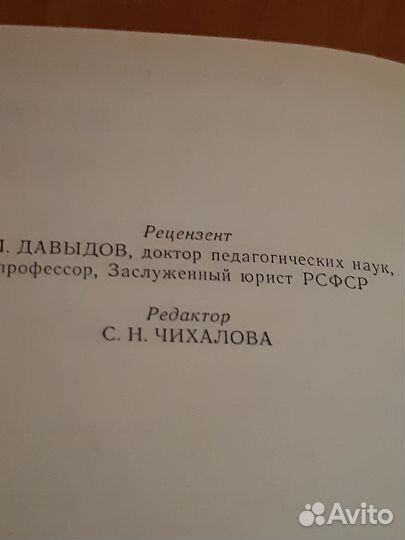 Рецензент
ДАВЫДОВ, доктор педагогических наук,
профессор, Заслуженный юрист РСФСР
Редактор
С. Н. ЧИХАЛОВА
Avito